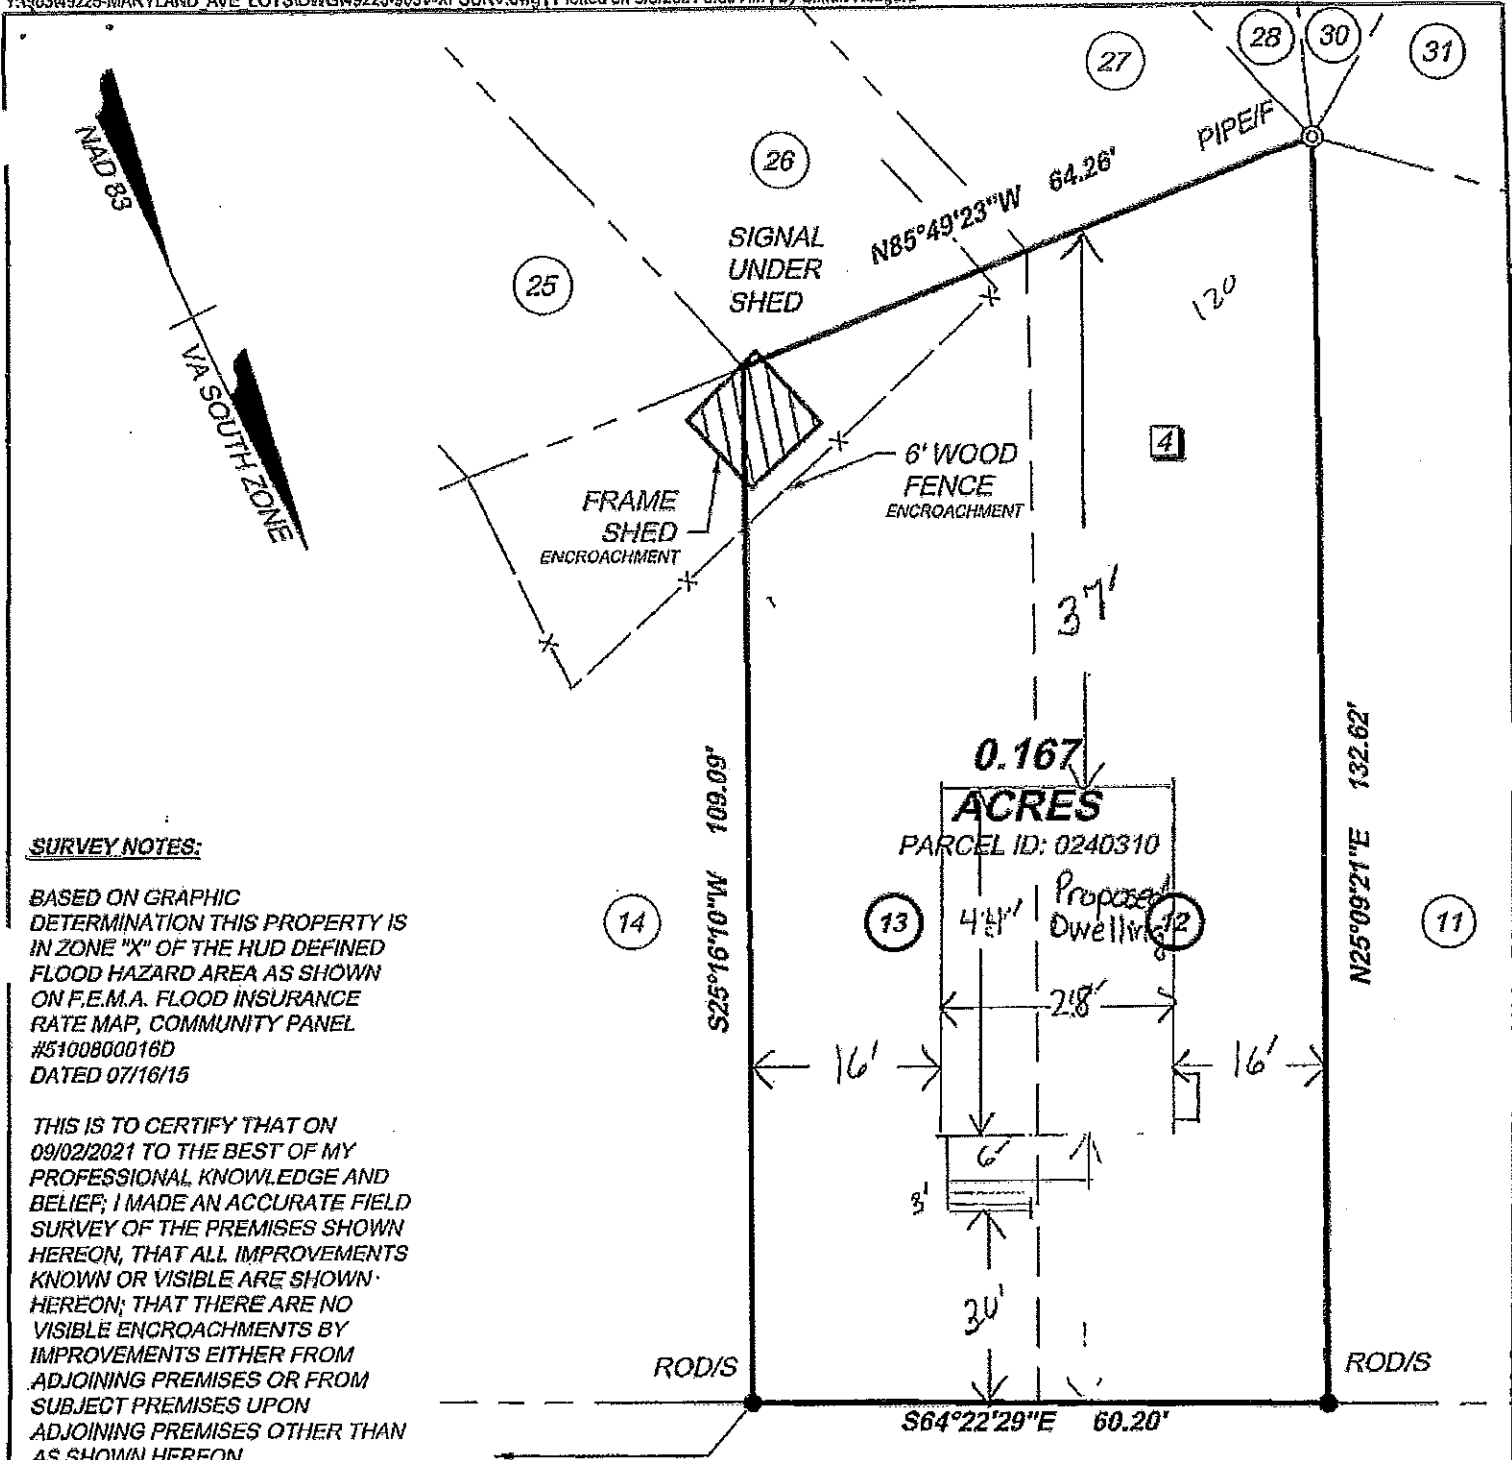 28
30
31
27
PIPE/F
NAD 83
26
64.26'
N85°49'23"W
SIGNAL
UNDER
SHED
25
120
VA SOUTH ZONE
4
6' WOOD
FENCE
ENCROACHMENT
FRAME
SHED
ENCROACHMENT
37'
0.167
ACRES
PARCEL ID: 0240310
S25°16'10"W 109.09'
N25°09'21"E 132.62'
14
13
44'
Proposed
Dwelling
12
11
28'
16'
16'
6'
3'
30'
ROD/S
ROD/S
S64°22'29"E 60.20'
SURVEY NOTES:
BASED ON GRAPHIC
DETERMINATION THIS PROPERTY IS
IN ZONE "X" OF THE HUD DEFINED
FLOOD HAZARD AREA AS SHOWN
ON F.E.M.A. FLOOD INSURANCE
RATE MAP, COMMUNITY PANEL
#5100800016D
DATED 07/16/15
THIS IS TO CERTIFY THAT ON
09/02/2021 TO THE BEST OF MY
PROFESSIONAL KNOWLEDGE AND
BELIEF; I MADE AN ACCURATE FIELD
SURVEY OF THE PREMISES SHOWN
HEREON, THAT ALL IMPROVEMENTS
KNOWN OR VISIBLE ARE SHOWN
HEREON; THAT THERE ARE NO
VISIBLE ENCROACHMENTS BY
IMPROVEMENTS EITHER FROM
ADJOINING PREMISES OR FROM
SUBJECT PREMISES UPON
ADJOINING PREMISES OTHER THAN
AS SHOWN HEREON